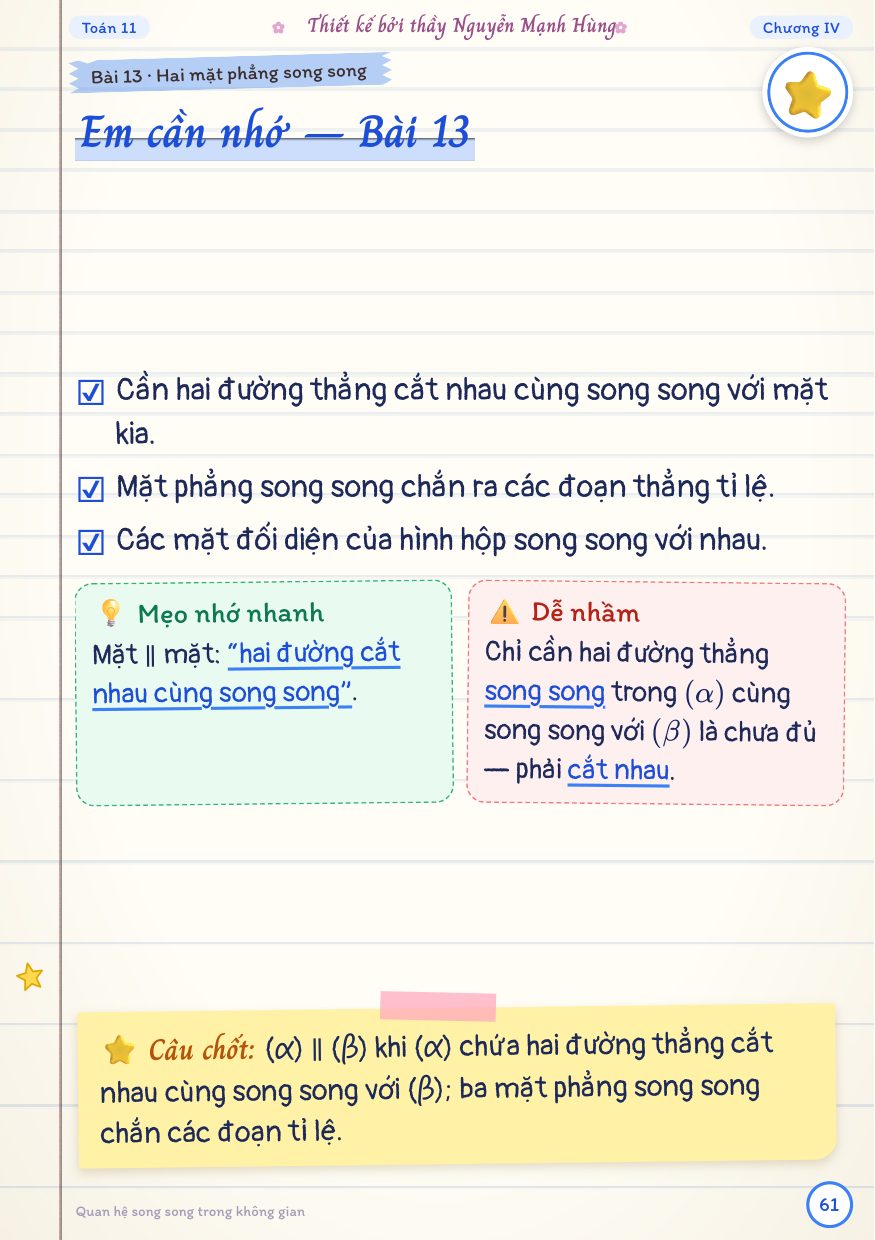 Toán 11
Thiết kế bởi thầy Nguyễn Mạnh Hùng
Chương IV
Bài 13 · Hai mặt phẳng song song
Em cần nhớ — Bài 13
Cần hai đường thẳng cắt nhau cùng song song với mặt
kia.
Mặt phẳng song song chắn ra các đoạn thẳng tỉ lệ.
Các mặt đối diện của hình hộp song song với nhau.
Mẹo nhớ nhanh
Mặt ∥ mặt: “hai đường cắt
nhau cùng song song”.
Dễ nhầm
Chỉ cần hai đường thẳng
song song trong (α) cùng
song song với (β) là chưa đủ
— phải cắt nhau.
Câu chốt: (α) ∥ (β) khi (α) chứa hai đường thẳng cắt
nhau cùng song song với (β); ba mặt phẳng song song
chắn các đoạn tỉ lệ.
Quan hệ song song trong không gian
61